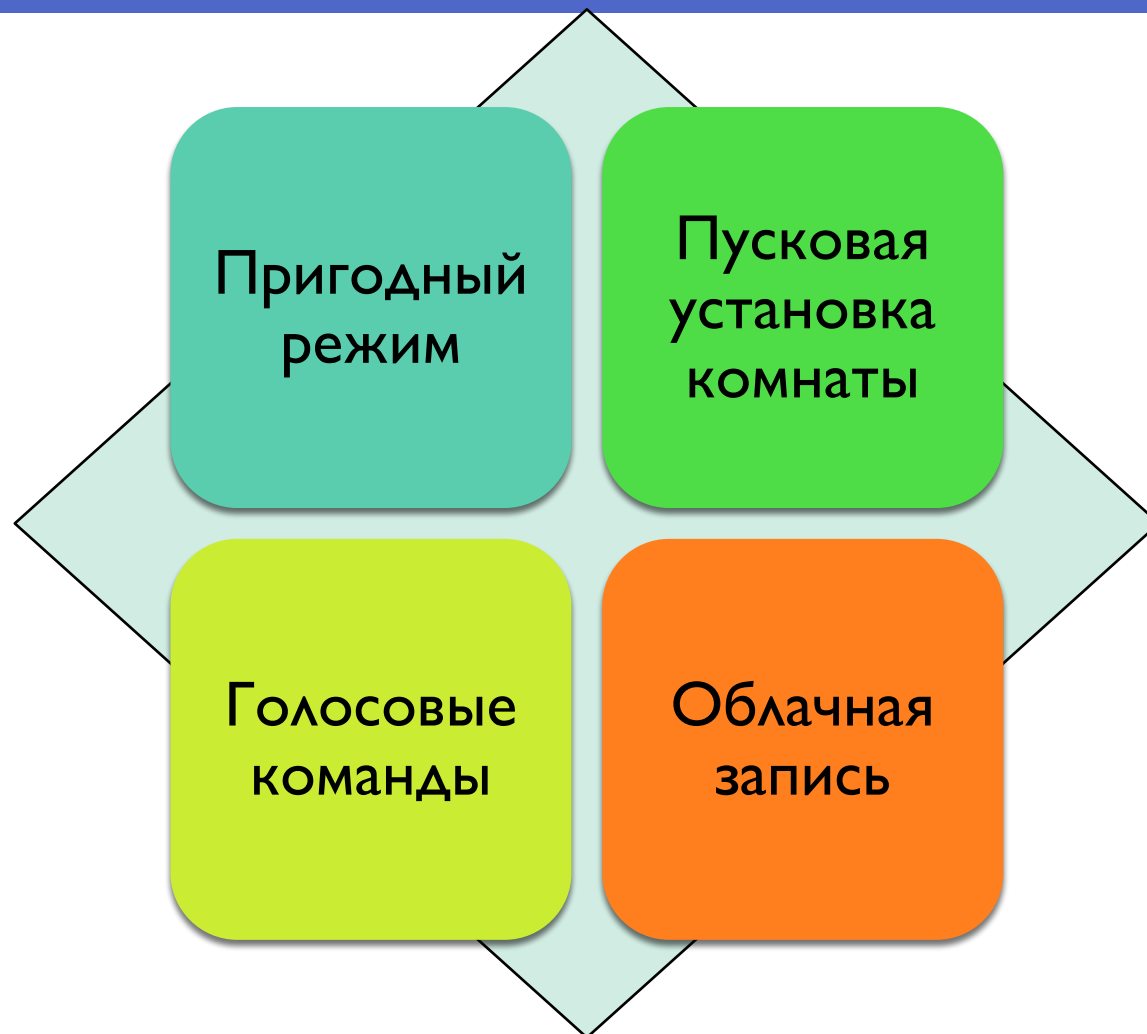 Пригодный
режим
Пусковая
установка
комнаты
Голосовые
команды
Облачная
запись